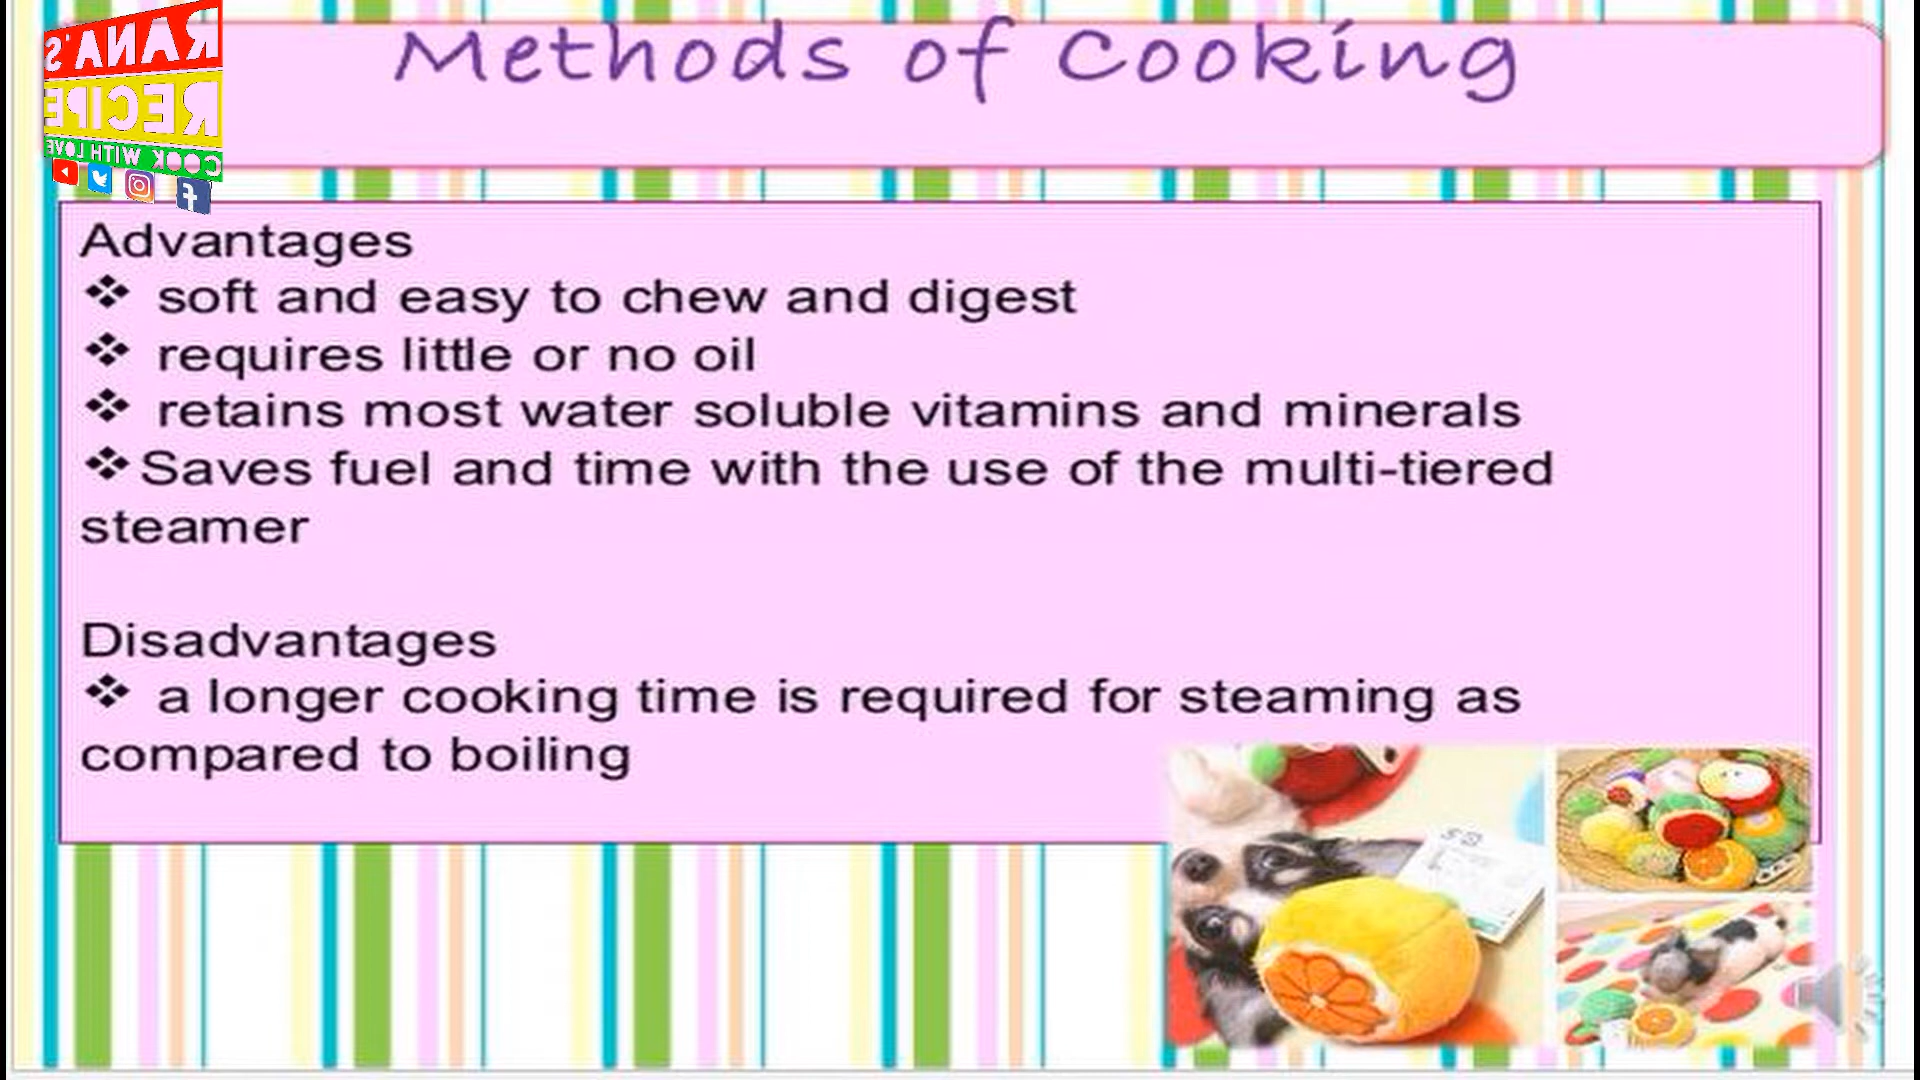 Methods of Cooking
RANA'S
RECIPE
COOK WITH LOVE
Advantages
❖ soft and easy to chew and digest
❖ requires little or no oil
❖ retains most water soluble vitamins and minerals
❖Saves fuel and time with the use of the multi-tiered
steamer
Disadvantages
❖ a longer cooking time is required for steaming as
compared to boiling